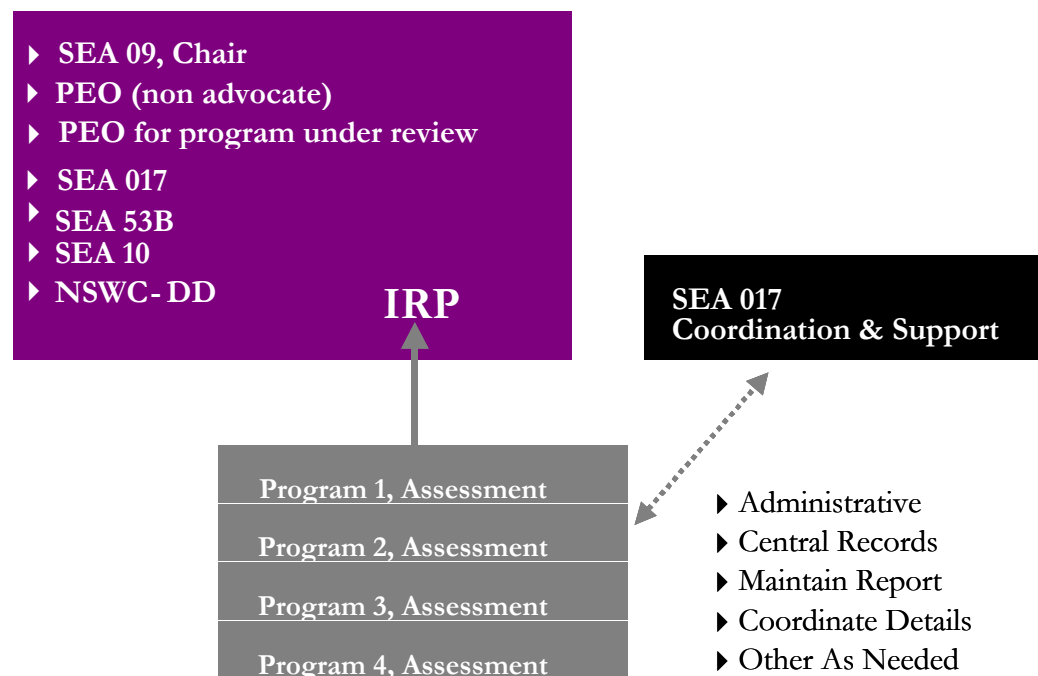 SEA 09, Chair
PEO (non advocate)
PEO for program under review
SEA 017
SEA 53B
SEA 10
NSWC-DD
IRP
SEA 017
Coordination & Support
Program 1, Assessment
Program 2, Assessment
Program 3, Assessment
Program 4, Assessment
Administrative
Central Records
Maintain Report
Coordinate Details
Other As Needed